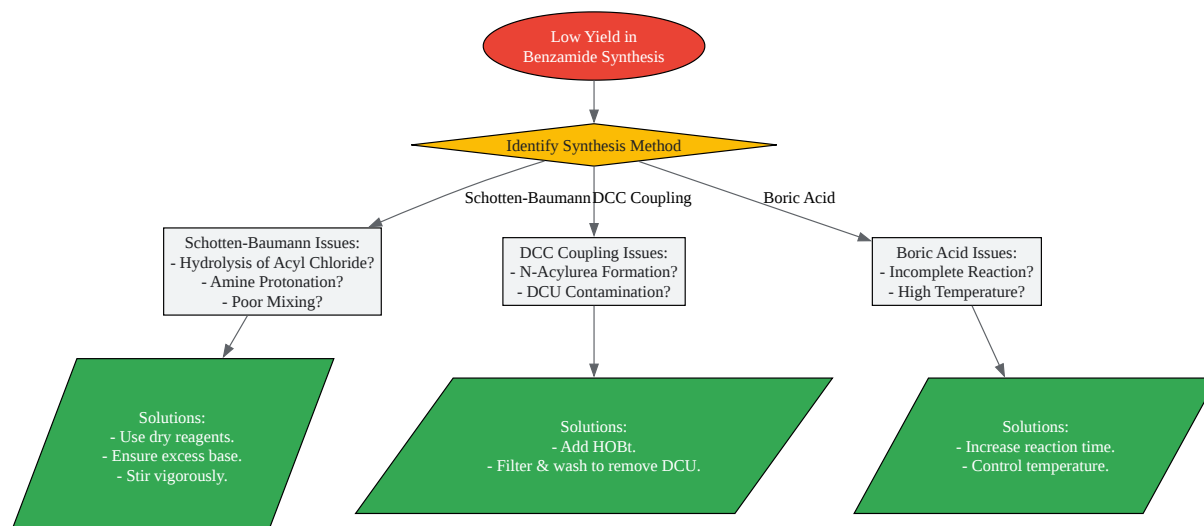 Low Yield in
Benzamide Synthesis
Identify Synthesis Method
Schotten-Baumann
DCC Coupling
Boric Acid
Schotten-Baumann Issues:
- Hydrolysis of Acyl Chloride?
- Amine Protonation?
- Poor Mixing?
DCC Coupling Issues:
- N-Acylurea Formation?
- DCU Contamination?
Boric Acid Issues:
- Incomplete Reaction?
- High Temperature?
Solutions:
- Use dry reagents.
- Ensure excess base.
- Stir vigorously.
Solutions:
- Add HOBt.
- Filter & wash to remove DCU.
Solutions:
- Increase reaction time.
- Control temperature.